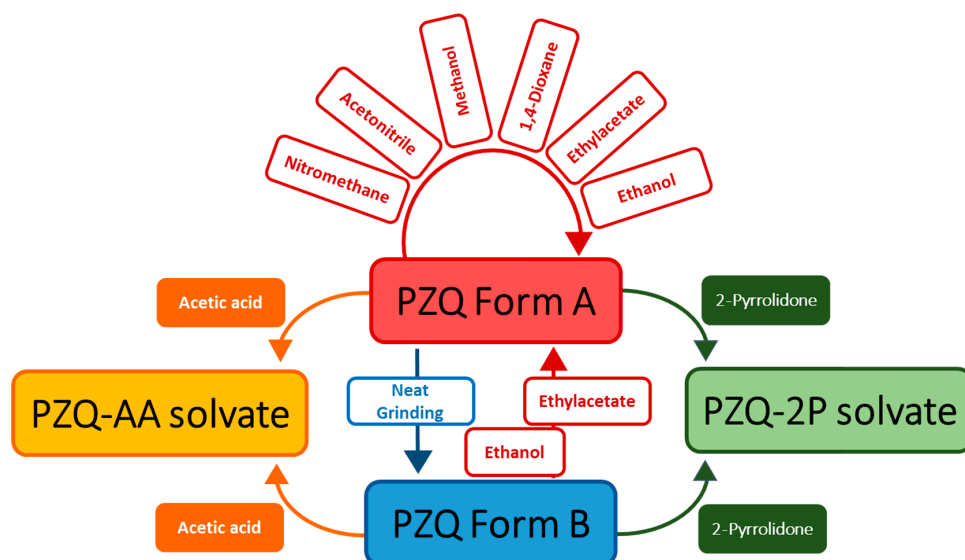 Nitromethane
Acetonitrile
Methanol
1,4-Dioxane
Ethylacetate
Ethanol
PZQ Form A
Acetic acid
2-Pyrrolidone
PZQ-AA solvate
Neat
Grinding
Ethylacetate
Ethanol
PZQ-2P solvate
Acetic acid
PZQ Form B
2-Pyrrolidone